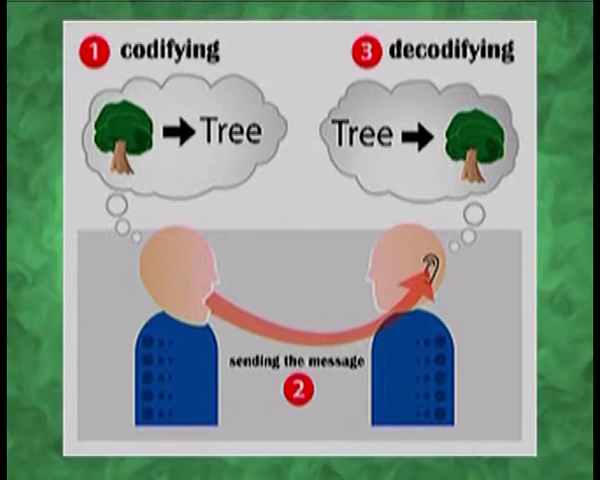 1 codifying
3 decodifying
Tree
Tree
sending the message
2